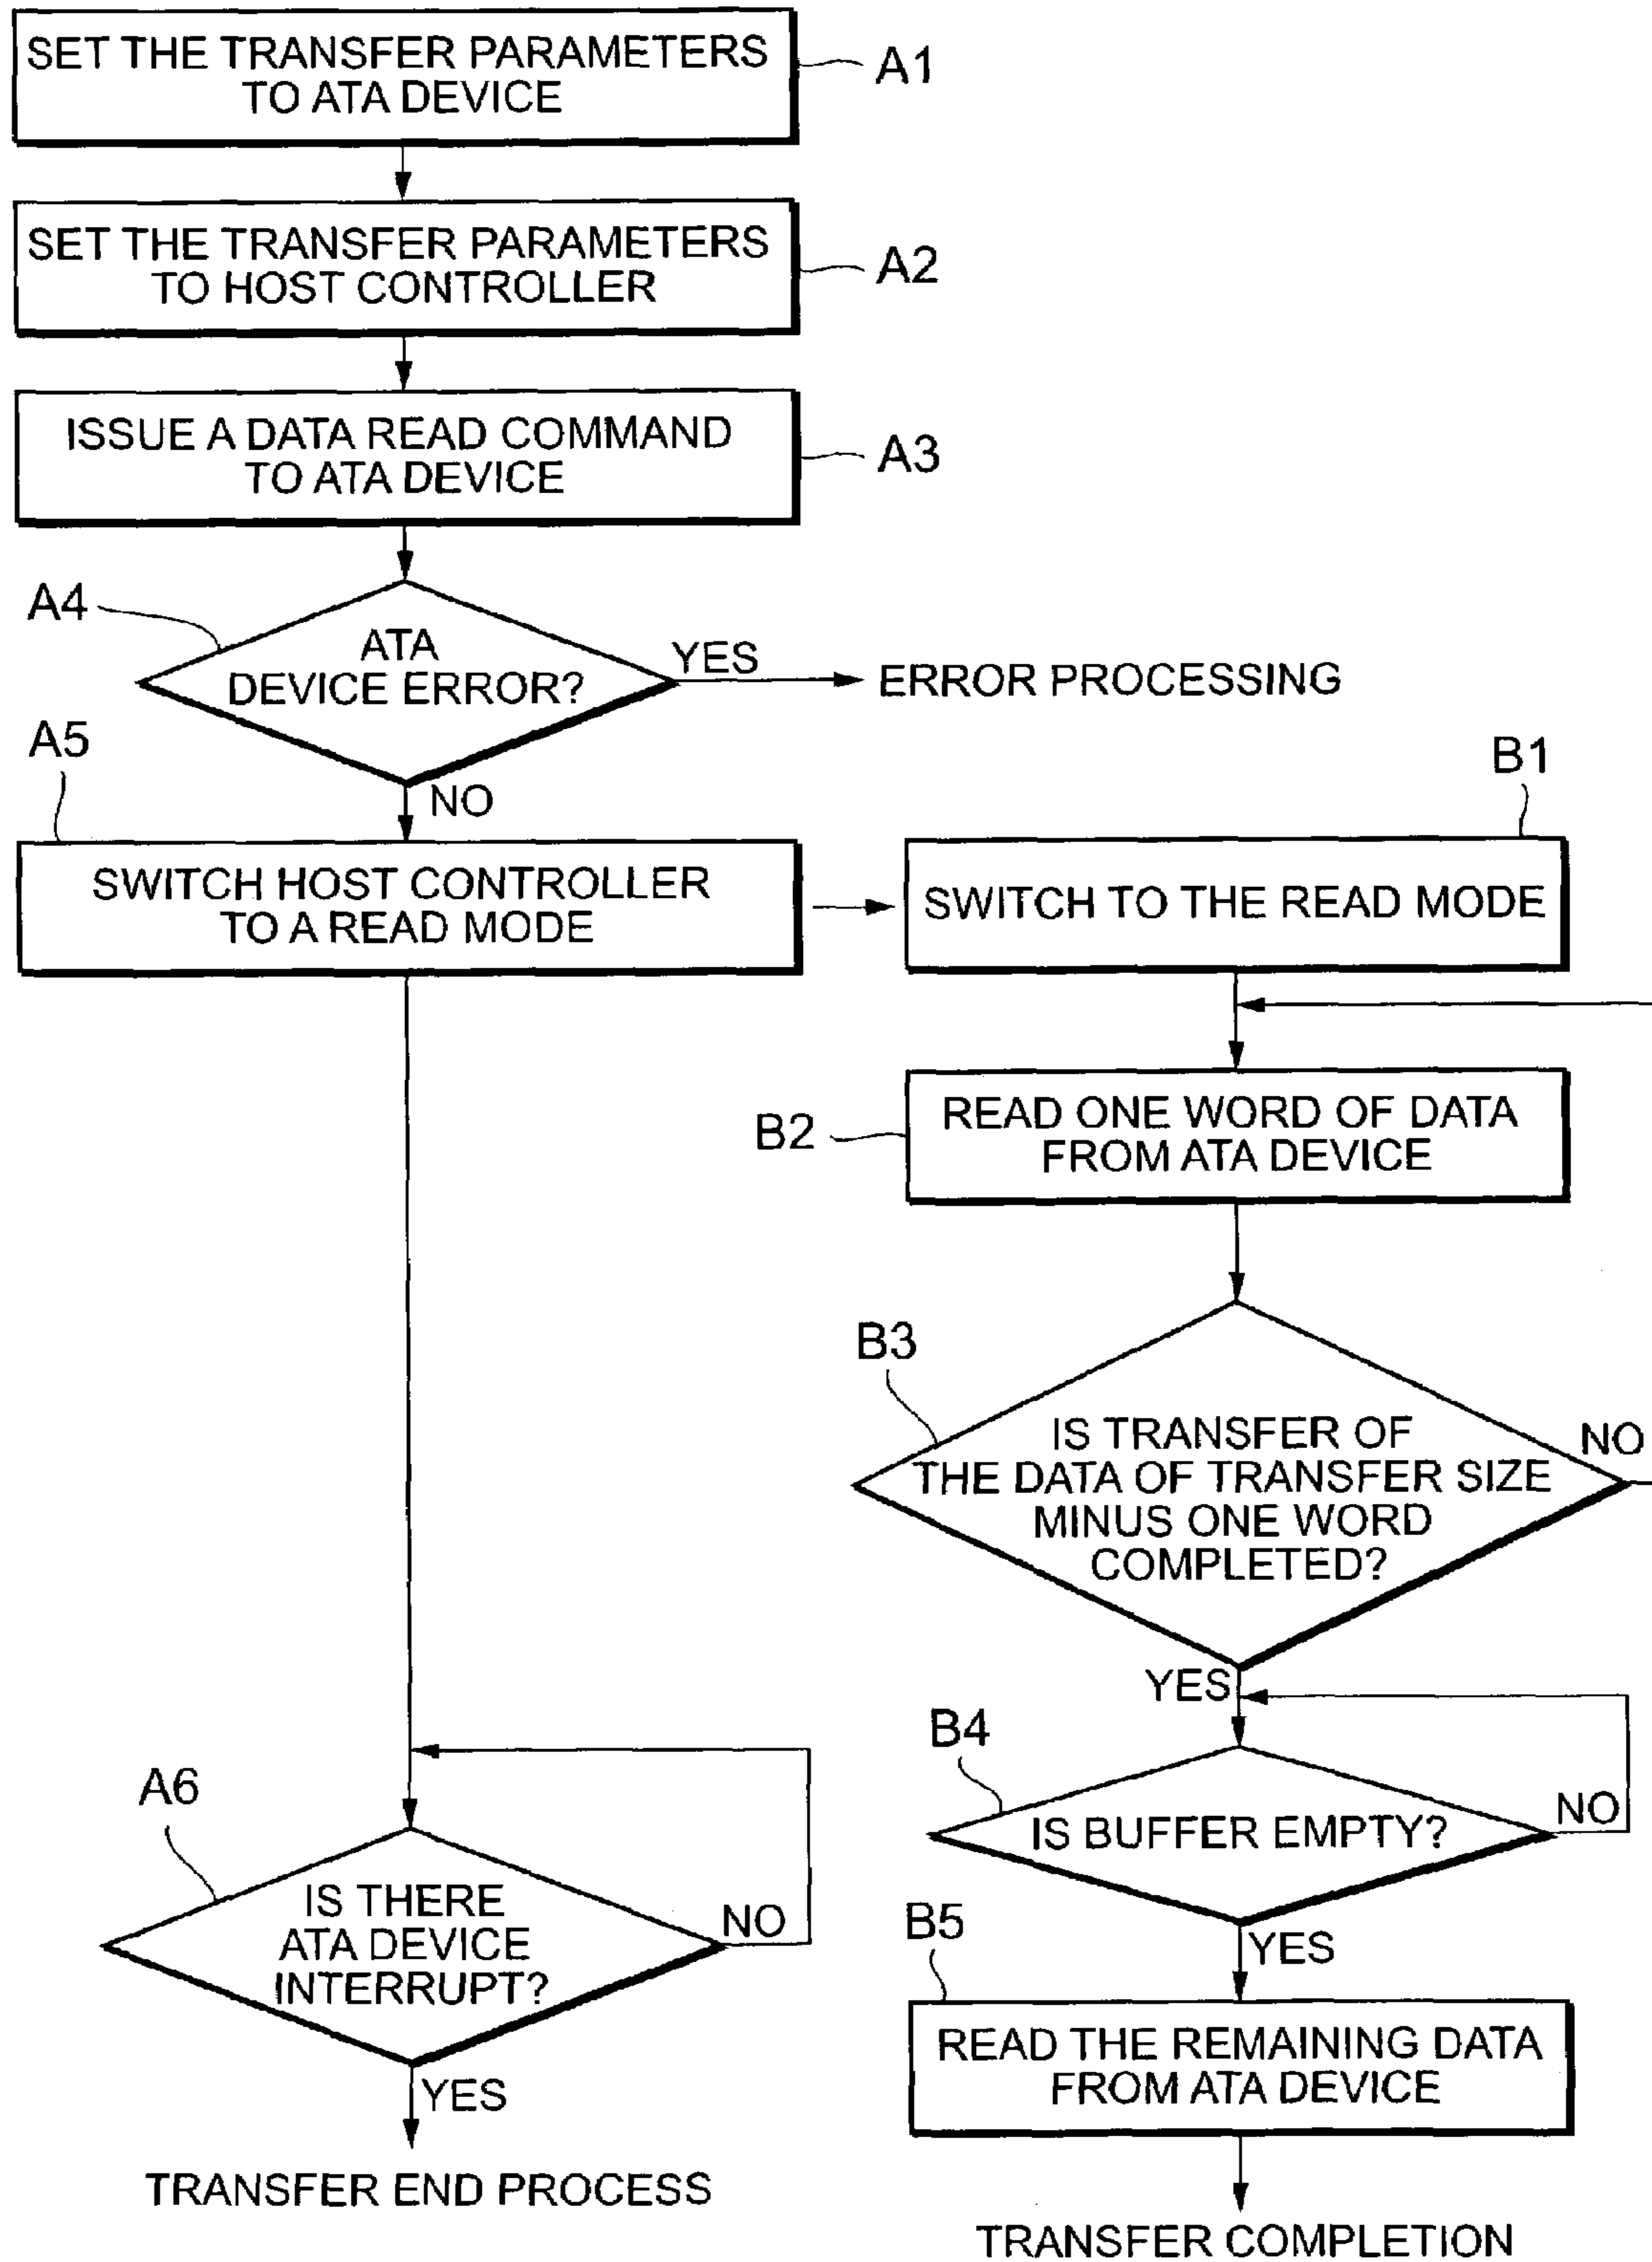 SET THE TRANSFER PARAMETERS
TO ATA DEVICE
A1
SET THE TRANSFER PARAMETERS
TO HOST CONTROLLER
A2
ISSUE A DATA READ COMMAND
TO ATA DEVICE
A3
A4
ATA
DEVICE ERROR?
YES
ERROR PROCESSING
NO
A5
SWITCH HOST CONTROLLER
TO A READ MODE
B1
SWITCH TO THE READ MODE
B2
READ ONE WORD OF DATA
FROM ATA DEVICE
B3
IS TRANSFER OF
THE DATA OF TRANSFER SIZE
MINUS ONE WORD
COMPLETED?
NO
YES
B4
IS BUFFER EMPTY?
NO
YES
A6
IS THERE
ATA DEVICE
INTERRUPT?
NO
YES
TRANSFER END PROCESS
B5
READ THE REMAINING DATA
FROM ATA DEVICE
TRANSFER COMPLETION